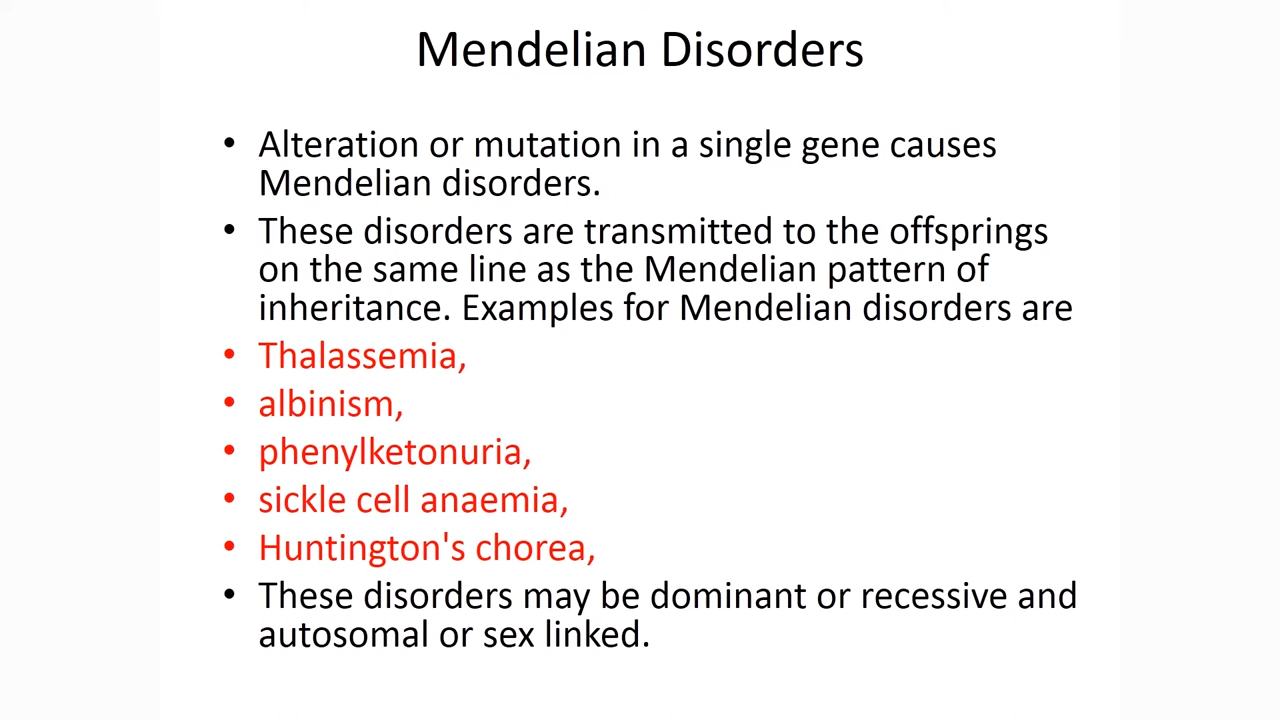 Mendelian Disorders
• Alteration or mutation in a single gene causes
Mendelian disorders.
• These disorders are transmitted to the offsprings
on the same line as the Mendelian pattern of
inheritance. Examples for Mendelian disorders are
• Thalassemia,
• albinism,
• phenylketonuria,
• sickle cell anaemia,
• Huntington's chorea,
• These disorders may be dominant or recessive and
autosomal or sex linked.